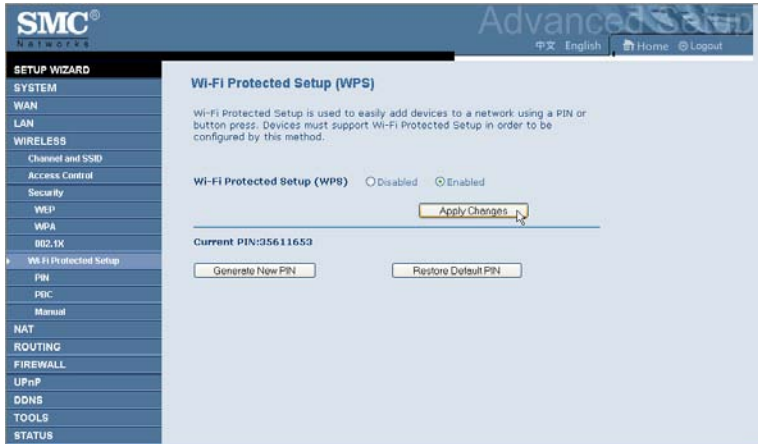 SMC®
Networks
Advanced Setup
中文 English Home Logout
SETUP WIZARD
SYSTEM
WAN
LAN
WIRELESS
Channel and SSID
Access Control
Security
WEP
WPA
802.1X
Wi-Fi Protected Setup
PIN
PBC
Manual
NAT
ROUTING
FIREWALL
UPnP
DDNS
TOOLS
STATUS
Wi-Fi Protected Setup (WPS)
Wi-Fi Protected Setup is used to easily add devices to a network using a PIN or
button press. Devices must support Wi-Fi Protected Setup in order to be
configured by this method.
Wi-Fi Protected Setup (WPS) Disabled Enabled
Apply Changes
Current PIN:35611653
Generate New PIN Restore Default PIN